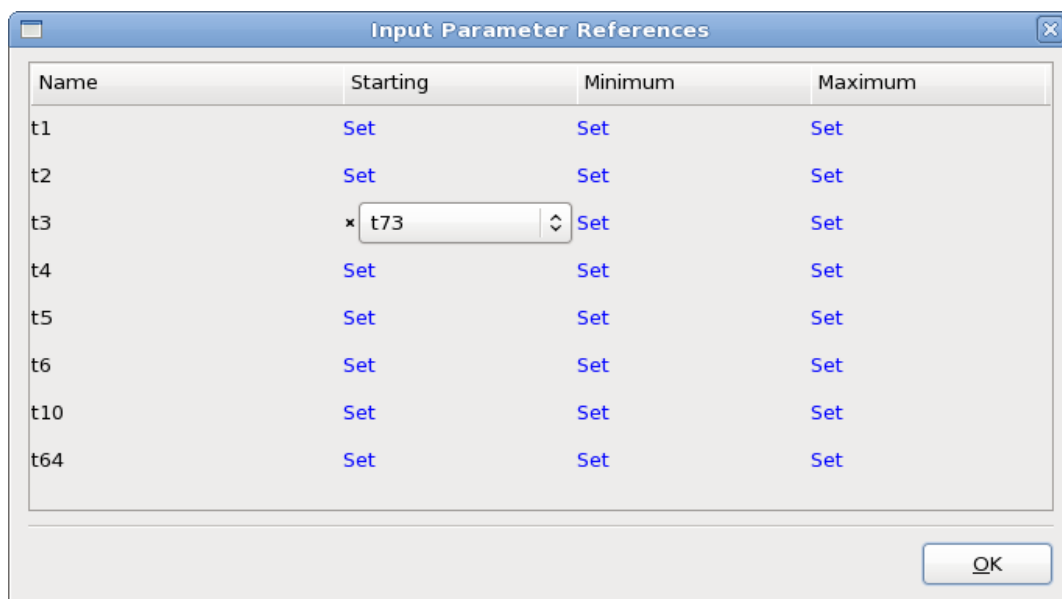 Input Parameter References
Name Starting Minimum Maximum
t1 Set Set Set
t2 Set Set Set
t3 t73 Set Set
t4 Set Set Set
t5 Set Set Set
t6 Set Set Set
t10 Set Set Set
t64 Set Set Set
OK